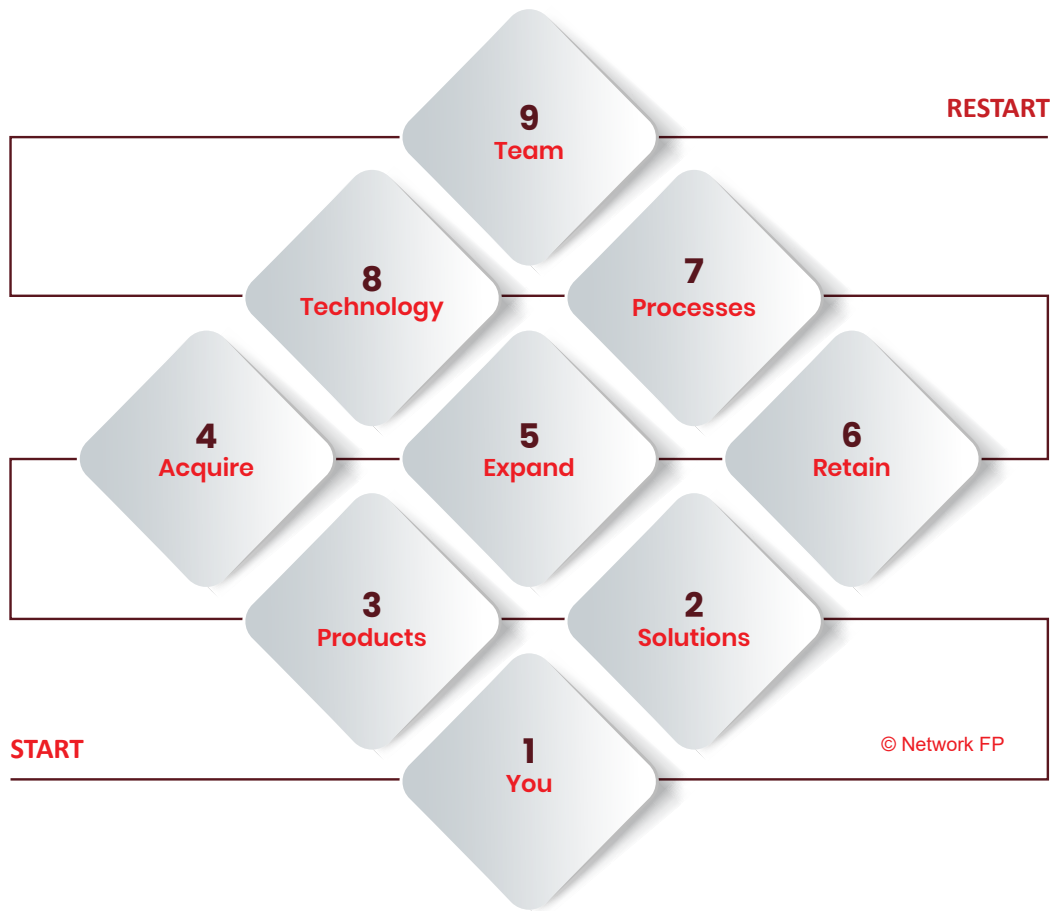 9
Team
RESTART
8
Technology
7
Processes
4
Acquire
5
Expand
6
Retain
3
Products
2
Solutions
START
1
You
© Network FP